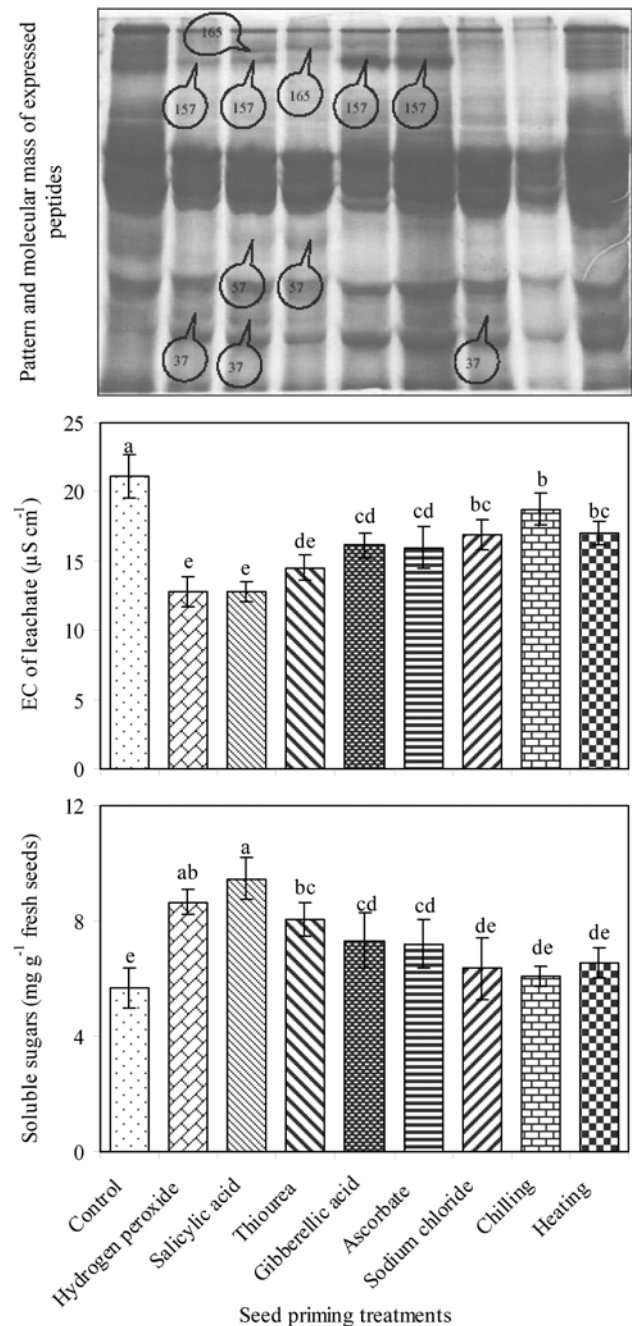 Pattern and molecular mass of expressed
peptides
165
157 157 165 157 157
57 57
37 37 37
EC of leachate (µS cm⁻¹)
25
20
15
10
5
0
a
e
e
de
cd
cd
bc
b
bc
Soluble sugars (mg g⁻¹ fresh seeds)
12
8
4
0
e
ab
a
bc
cd
cd
de
de
de
Control
Hydrogen peroxide
Salicylic acid
Thiourea
Gibberellic acid
Ascorbate
Sodium chloride
Chilling
Heating
Seed priming treatments